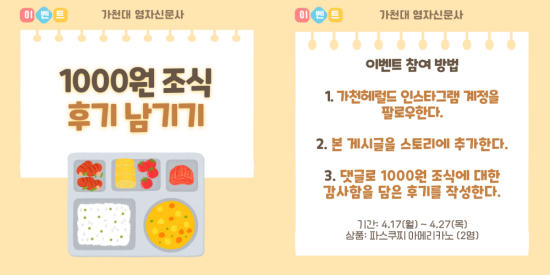 이벤트
가천대 영자신문사
1000원 조식
후기 남기기
이벤트
가천대 영자신문사
이벤트 참여 방법
1. 가천헤럴드 인스타그램 계정을
팔로우한다.
2. 본 게시글을 스토리에 추가한다.
3. 댓글로 1000원 조식에 대한
감사함을 담은 후기를 작성한다.
기간: 4.17(월) ~ 4.27(목)
상품: 파스쿠찌 아메리카노 (2명)